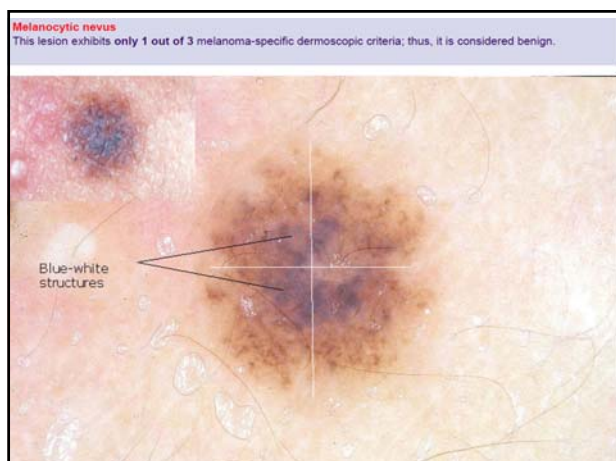 Melanocytic nevus
This lesion exhibits only 1 out of 3 melanoma-specific dermoscopic criteria; thus, it is considered benign.
Blue-white
structures